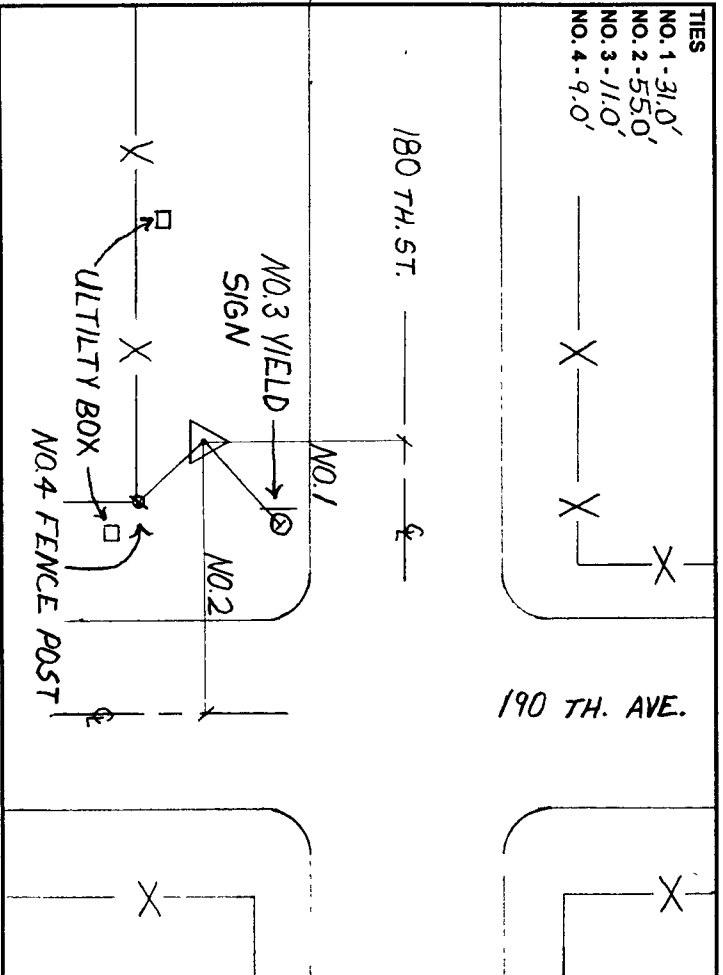 TIES
NO. 1 - 31.0'
NO. 2 - 55.0'
NO. 3 - 11.0'
NO. 4 - 9.0'
180 TH. ST.
NO.3 YIELD
SIGN
NO.1
℄
ULTILTY BOX
NO.4 FENCE POST
NO.2
℄
190 TH. AVE.